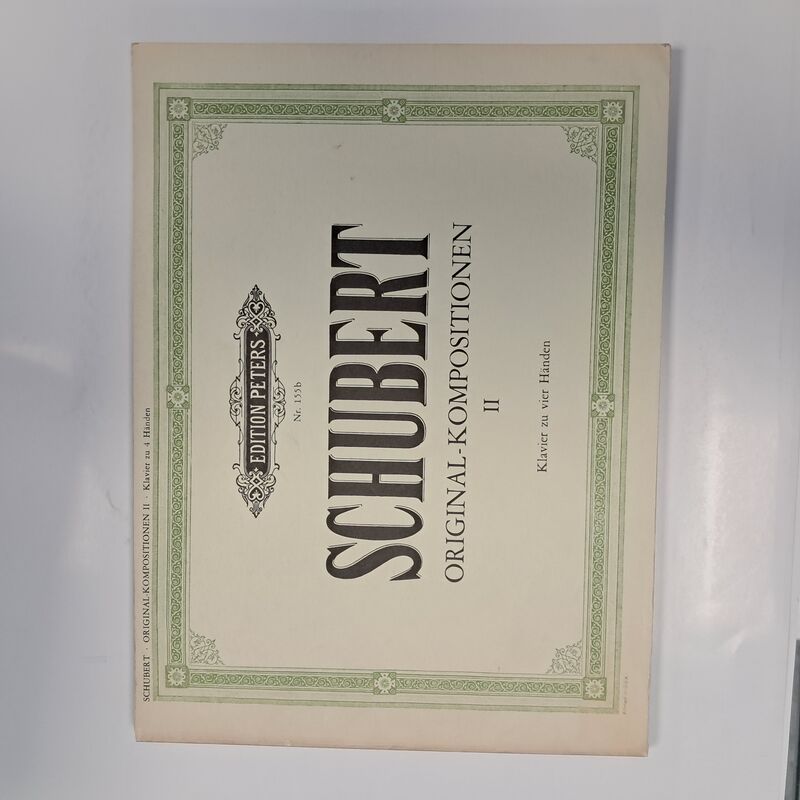 SCHUBERT · ORIGINAL-KOMPOSITIONEN II · Klavier zu 4 Händen
EDITION PETERS
Nr. 155b
SCHUBERT
ORIGINAL-KOMPOSITIONEN
II
Klavier zu vier Händen